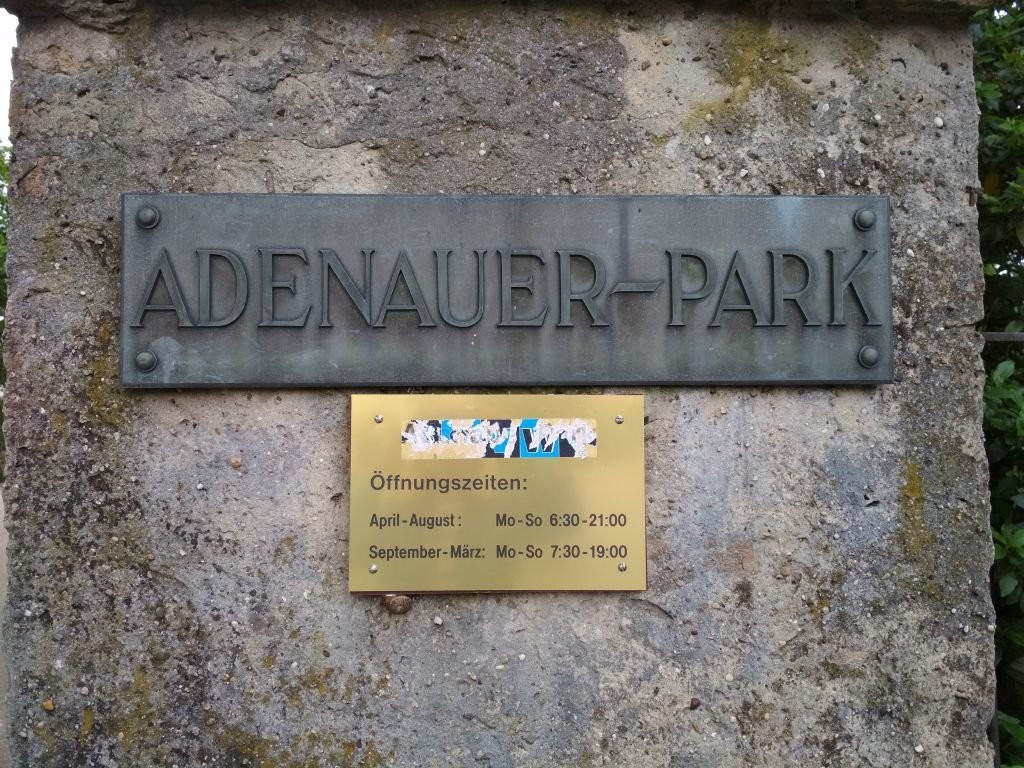 ADENAUER-PARK
Öffnungszeiten:
April-August: Mo-So 6:30-21:00
September-März: Mo-So 7:30-19:00